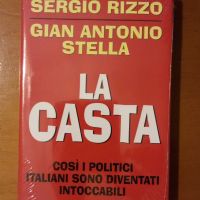 SERGIO RIZZO
GIAN ANTONIO
STELLA
LA
CASTA
COSÌ I POLITICI
ITALIANI SONO DIVENTATI
INTOCCABILI